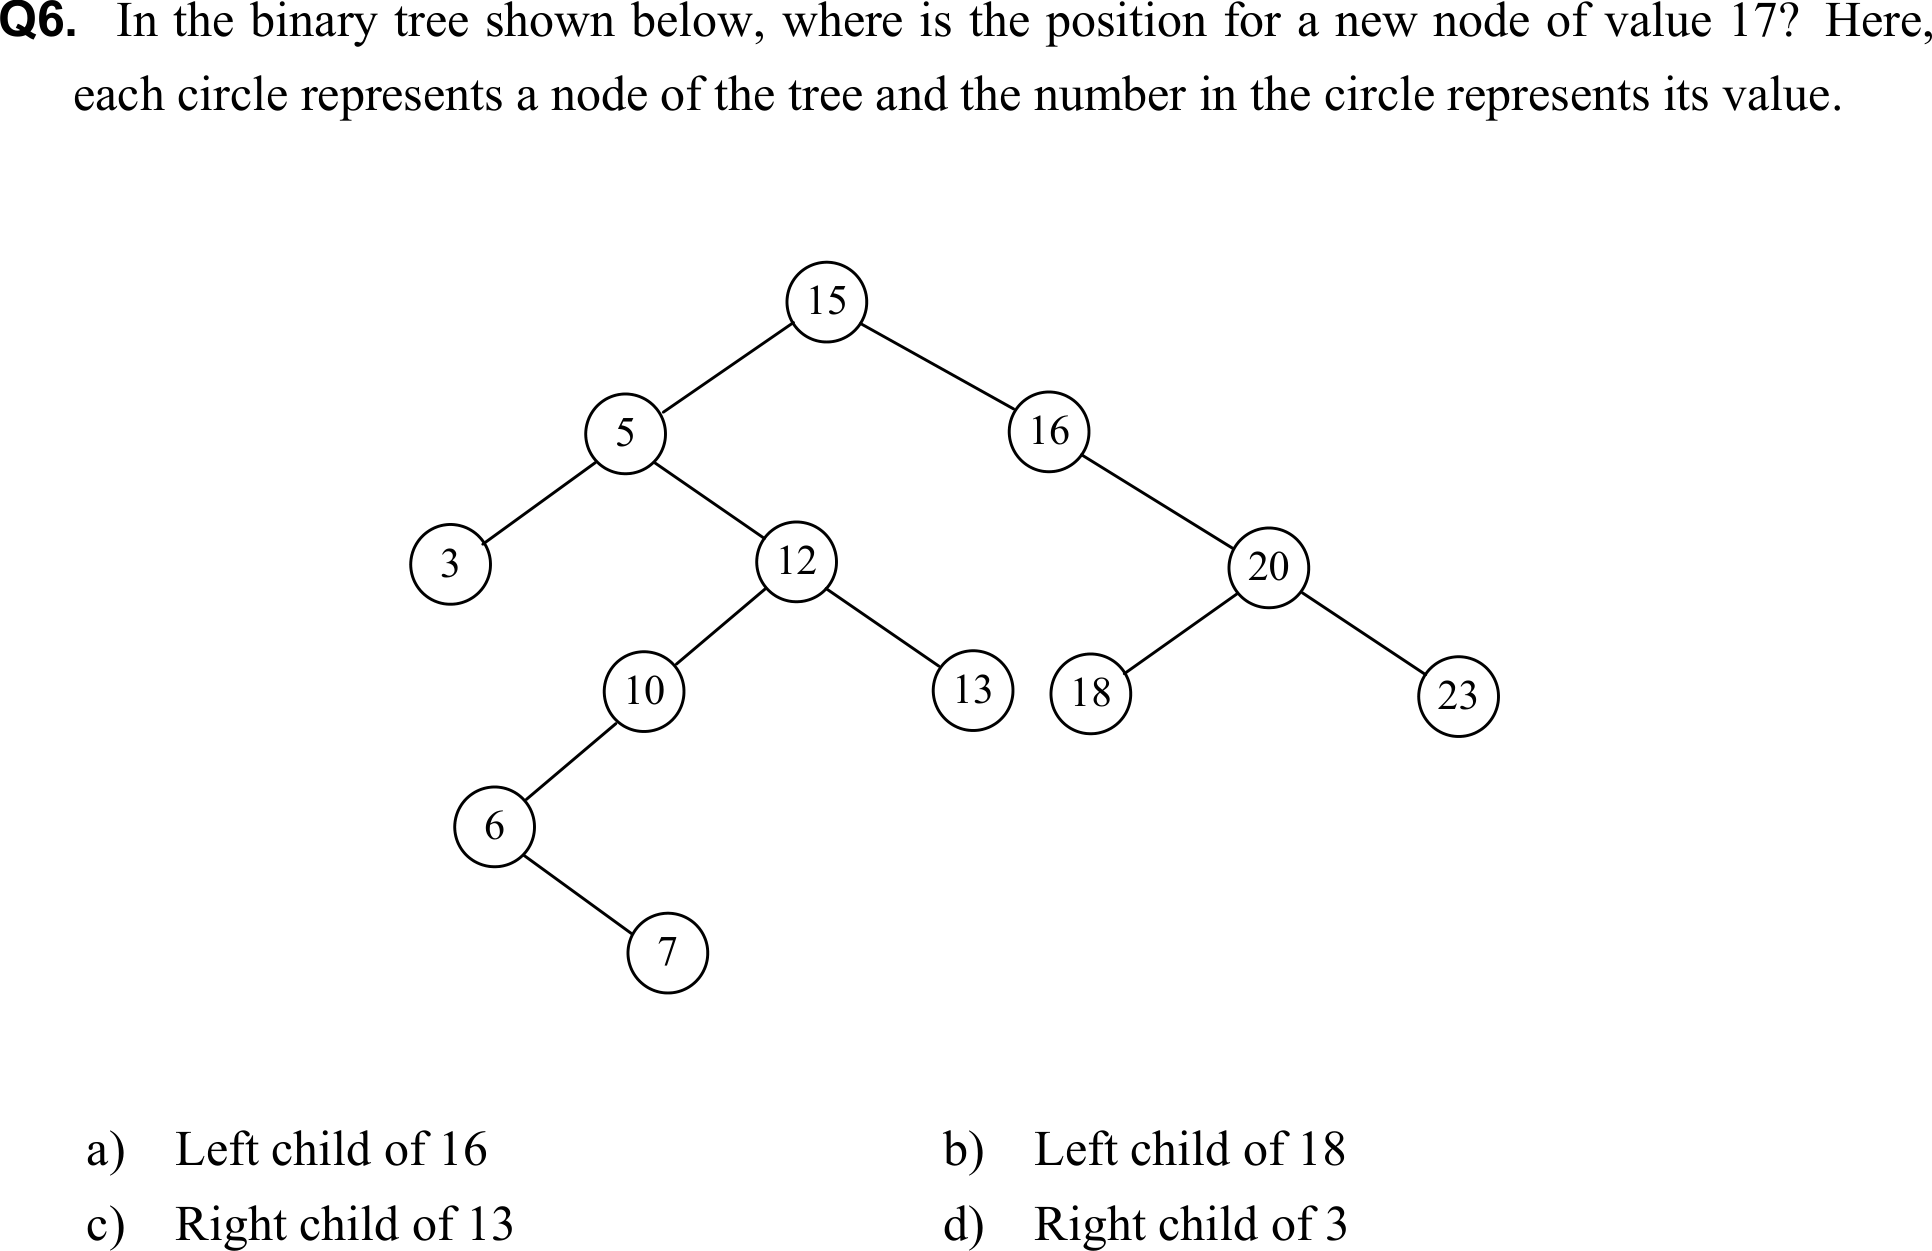 Q6. In the binary tree shown below, where is the position for a new node of value 17? Here,
each circle represents a node of the tree and the number in the circle represents its value.
15
5
16
3
12
20
10
13
18
23
6
7
a) Left child of 16
b) Left child of 18
c) Right child of 13
d) Right child of 3